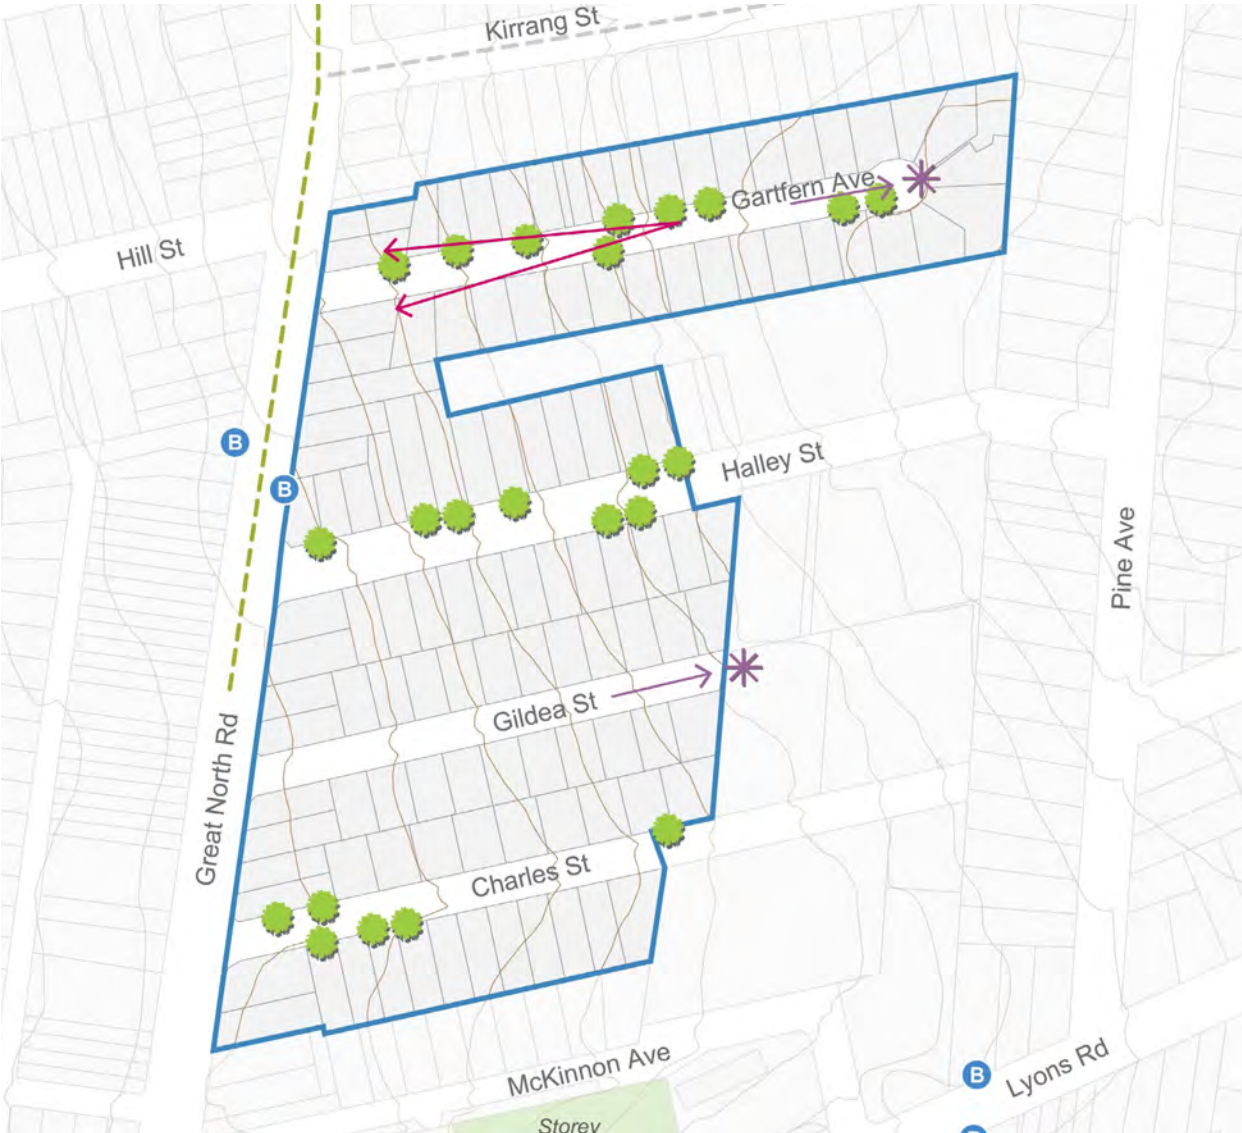 Kirrang St
Gartfern Ave
Hill St
B
Halley St
B
Pine Ave
Gildea St
Great North Rd
Charles St
McKinnon Ave
B
Lyons Rd
Storey